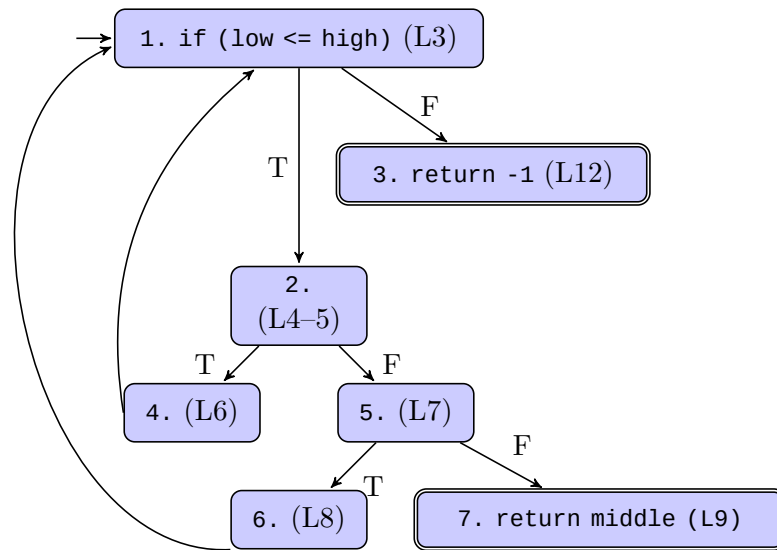 1. if (low <= high) (L3)
F
T
3. return -1 (L12)
2.
(L4–5)
T
F
4. (L6)
5. (L7)
F
T
6. (L8)
7. return middle (L9)